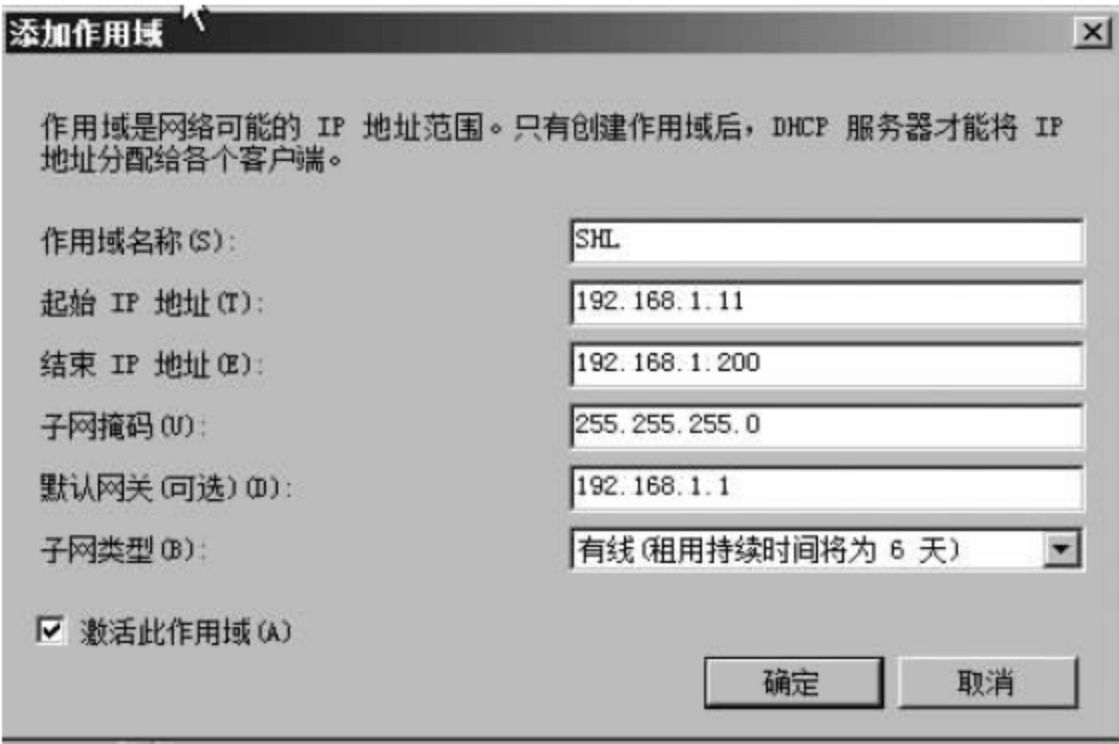 添加作用域
作用域是网络可能的 IP 地址范围。只有创建作用域后，DHCP 服务器才能将 IP
地址分配给各个客户端。
作用域名称(S): SHL
起始 IP 地址(T): 192.168.1.11
结束 IP 地址(E): 192.168.1.200
子网掩码(U): 255.255.255.0
默认网关(可选)(D): 192.168.1.1
子网类型(B): 有线(租用持续时间将为 6 天)
激活此作用域(A)
确定 取消